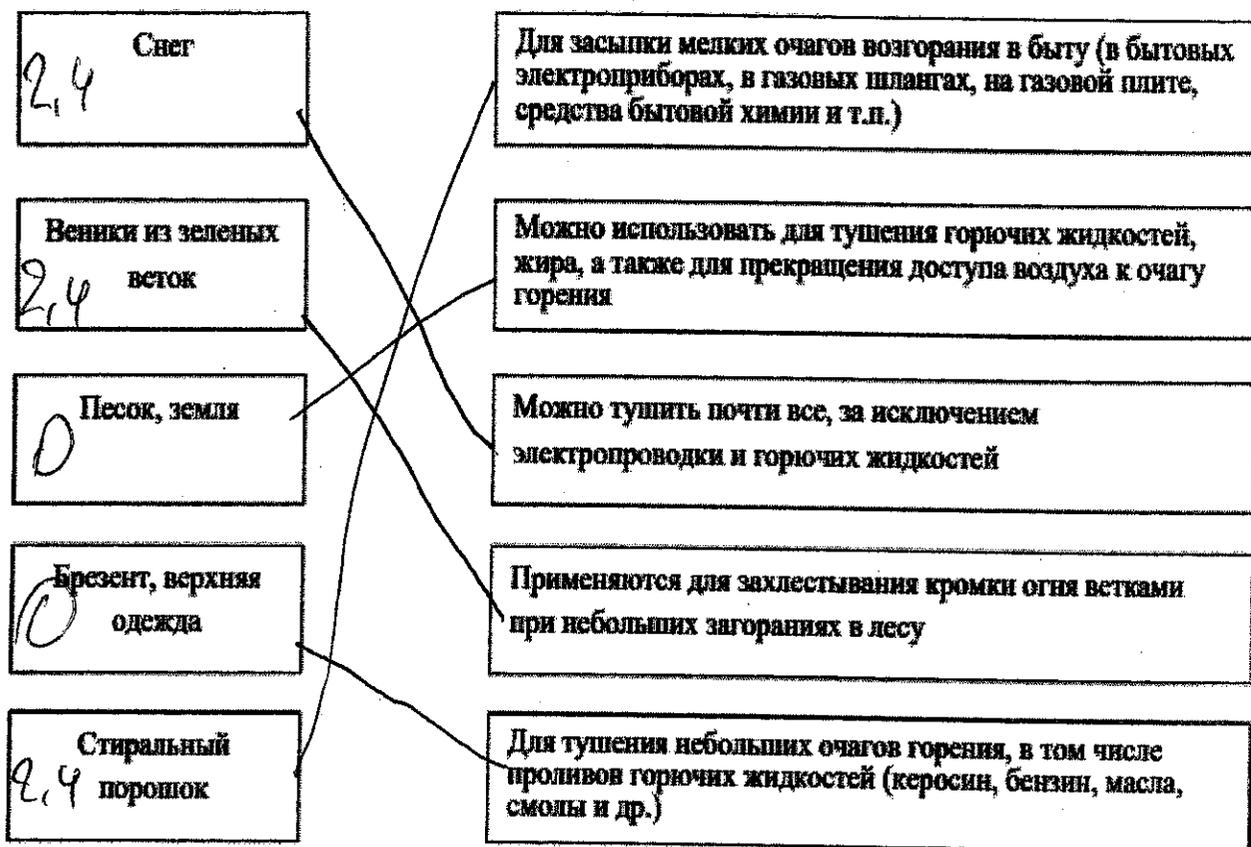 Снег
2,4
Для засыпки мелких очагов возгорания в быту (в бытовых
электроприборах, в газовых шлангах, на газовой плите,
средства бытовой химии и т.п.)
Веники из зеленых
2,4 веток
Можно использовать для тушения горючих жидкостей,
жира, а также для прекращения доступа воздуха к очагу
горения
Песок, земля
0
Можно тушить почти все, за исключением
электропроводки и горючих жидкостей
Брезент, верхняя
0 одежда
Применяются для захлестывания кромки огня ветками
при небольших загораниях в лесу
Стиральный
2,4 порошок
Для тушения небольших очагов горения, в том числе
проливов горючих жидкостей (керосин, бензин, масла,
смолы и др.)